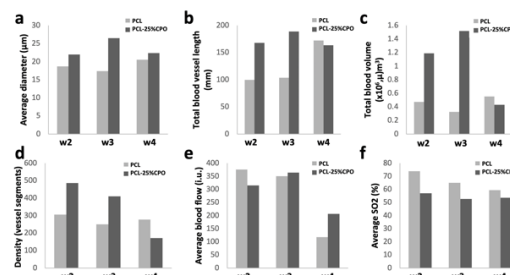 a
PCL
PCL-25%CPO
Average diameter (µm)
30
25
20
15
10
5
0
w2 w3 w4
b
PCL
PCL-25%CPO
Total blood vessel length
(mm)
200
150
100
50
0
w2 w3 w4
c
PCL
PCL-25%CPO
Total blood volume
1.6
1.4
1.2
1
0.8
0.6
0.4
0.2
0
w2 w3 w4
d
PCL
PCL-25%CPO
Density (vessel segments)
600
500
400
300
200
100
0
e
PCL
PCL-25%CPO
Average blood flow (i.u.)
400
350
300
250
200
150
100
50
0
f
PCL
PCL-25%CPO
Average SO2 (%)
80
70
60
50
40
30
20
10
0